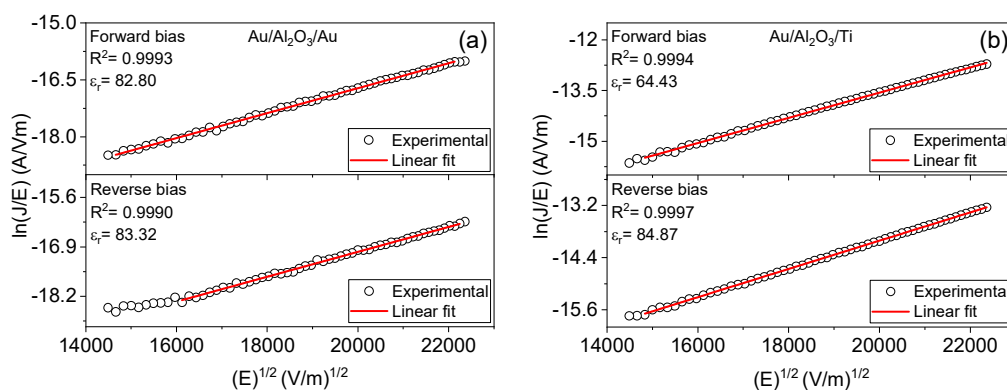 (a)
Au/Al₂O₃/Au
Forward bias
R²= 0.9993
εᵣ= 82.80
-15.0
-16.5
-18.0
Experimental
Linear fit
Reverse bias
R²= 0.9990
εᵣ= 83.32
-15.6
-16.9
-18.2
Experimental
Linear fit
ln(J/E) (A/Vm)
14000 16000 18000 20000 22000
(E)¹/² (V/m)¹/²
(b)
Au/Al₂O₃/Ti
Forward bias
R²= 0.9994
εᵣ= 64.43
-12
-13.5
-15
Experimental
Linear fit
Reverse bias
R²= 0.9997
εᵣ= 84.87
-13.2
-14.4
-15.6
Experimental
Linear fit
ln(J/E) (A/Vm)
14000 16000 18000 20000 22000
(E)¹/² (V/m)¹/²